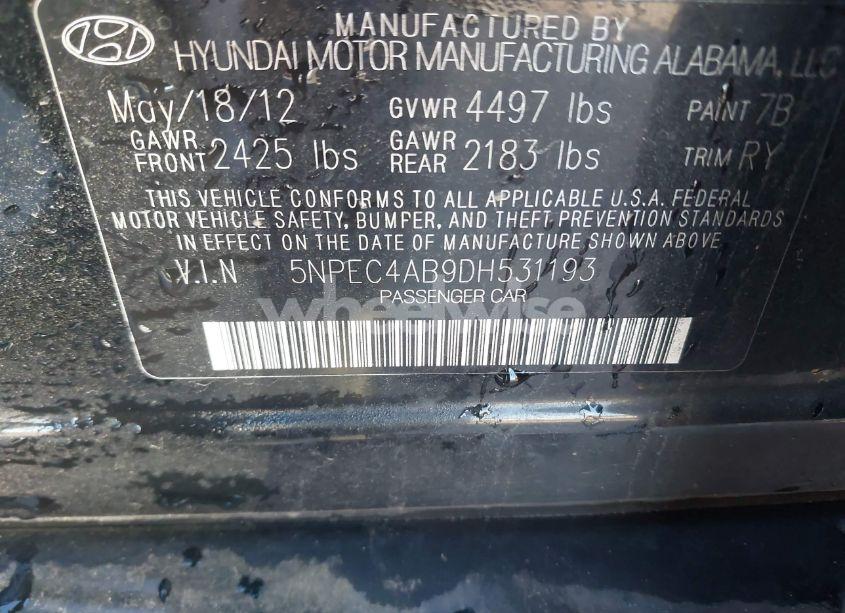 MANUFACTURED BY
HYUNDAI MOTOR MANUFACTURING ALABAMA, LLC
May/18/12 GVWR 4497 lbs PAINT 7B
GAWR FRONT 2425 lbs GAWR REAR 2183 lbs TRIM RY
THIS VEHICLE CONFORMS TO ALL APPLICABLE U.S.A. FEDERAL
MOTOR VEHICLE SAFETY, BUMPER, AND THEFT PREVENTION STANDARDS
IN EFFECT ON THE DATE OF MANUFACTURE SHOWN ABOVE
V.I.N 5NPEC4AB9DH531193
PASSENGER CAR
wheelwise